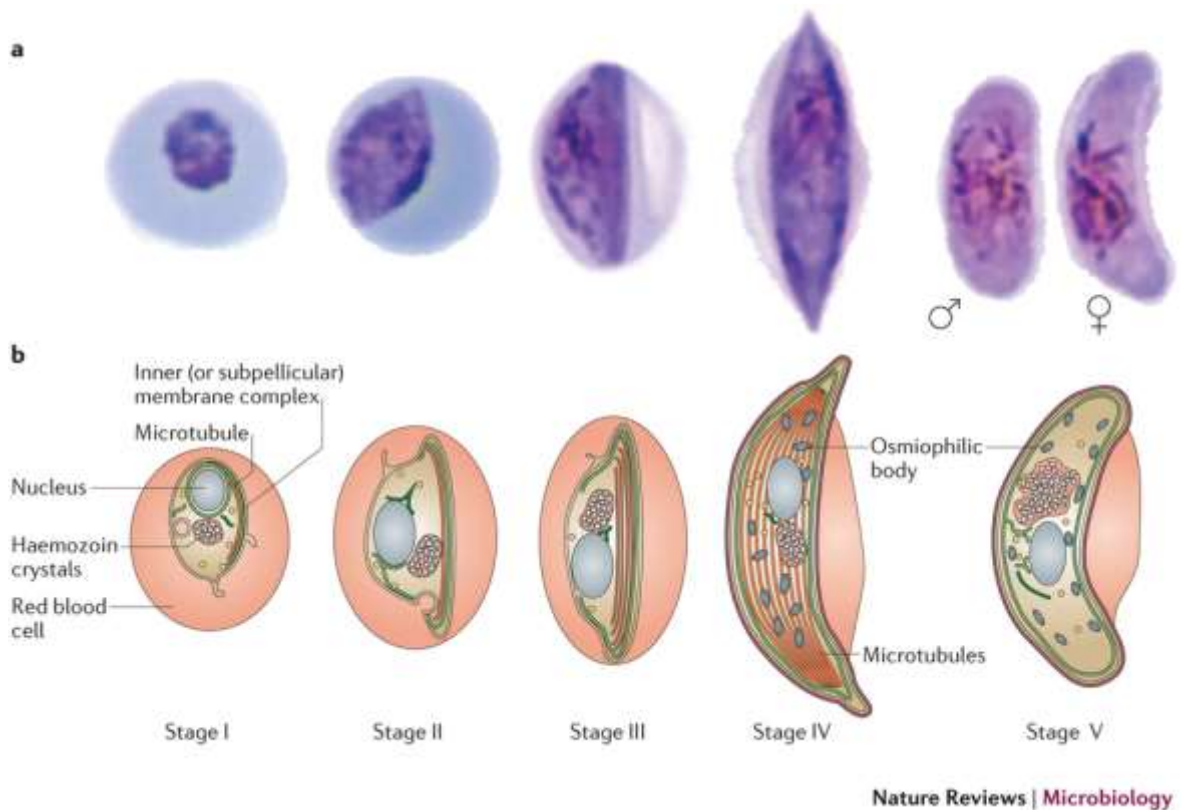 a
♂ ♀
b
Inner (or subpellicular)
membrane complex
Microtubule
Nucleus
Haemozoin
crystals
Red blood
cell
Osmiophilic
body
Microtubules
Stage I Stage II Stage III Stage IV Stage V
Nature Reviews | Microbiology